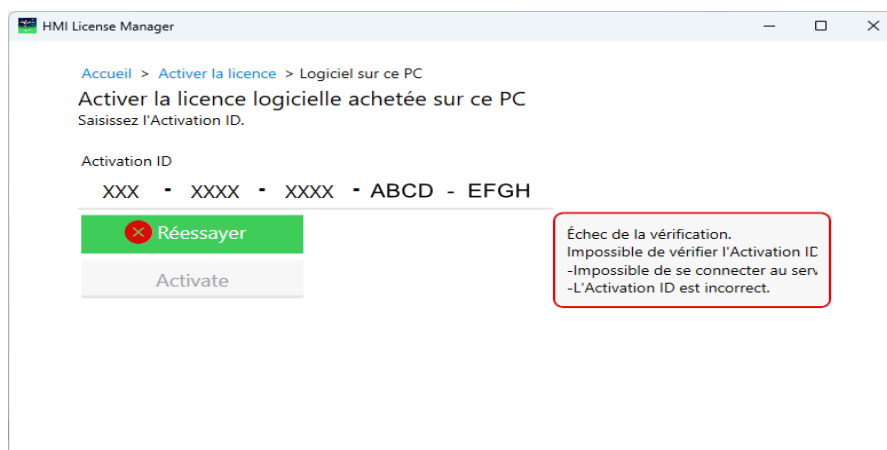 HMI License Manager
Accueil > Activer la licence > Logiciel sur ce PC
Activer la licence logicielle achetée sur ce PC
Saisissez l'Activation ID.
Activation ID
XXX - XXXX - XXXX - ABCD - EFGH
Réessayer
Activate
Échec de la vérification.
Impossible de vérifier l'Activation ID
-Impossible de se connecter au serv
-L'Activation ID est incorrect.